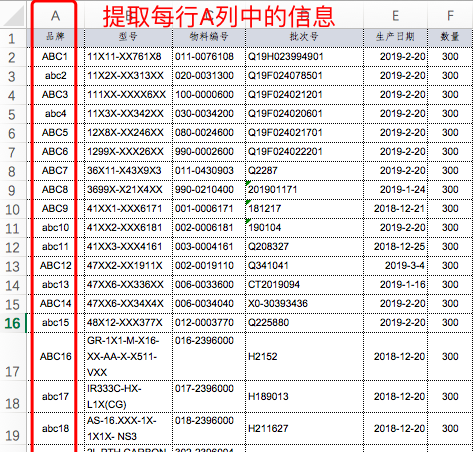 提取每行A列中的信息
A E F
1 品牌 型号 物料编号 批次号 生产日期 数量
2 ABC1 11X11-XX761X8 011-0076108 Q19H023994901 2019-2-20 300
3 abc2 11X2X-XX313XX 020-0031300 Q19F024078501 2019-2-20 300
4 ABC3 111XX-XXXX6XX 100-0000600 Q19F024021201 2019-2-20 300
5 abc4 11X3X-XX342XX 030-0034200 Q19F024020601 2019-2-20 300
6 ABC5 12X8X-XX246XX 080-0024600 Q19F024021701 2019-2-20 300
7 ABC6 1299X-XXX26XX 990-0002600 Q19F024022201 2019-2-20 300
8 ABC7 36X11-X43X9X3 011-0430903 Q2287 2019-2-20 300
9 ABC8 3699X-X21X4XX 990-0210400 201901171 2019-1-24 300
10 ABC9 41XX1-XXX6171 001-0006171 181217 2018-12-21 300
11 abc10 41XX2-XXX6181 002-0006181 190104 2019-2-20 300
12 abc11 41XX3-XXX4161 003-0004161 Q208327 2018-12-25 300
13 ABC12 47XX2-XX1911X 002-0019110 Q341041 2019-3-4 300
14 abc13 47XX6-XX336XX 006-0033600 CT2019094 2019-1-16 300
15 ABC14 47XX6-XX34X4X 006-0034040 X0-30393436 2019-2-20 300
16 abc15 48X12-XXX377X 012-0003770 Q225880 2019-2-20 300
17 ABC16 GR-1X1-M-X16- 016-2396000 H2152 2018-12-20 300
XX-AA-X-X511-
VXX
18 abc17 IR333C-HX- 017-2396000 H189013 2018-12-20 300
L1X(CG)
19 abc18 AS-16.XXX-1X- 018-2396000 H211627 2018-12-20 300
1X1X- NS3